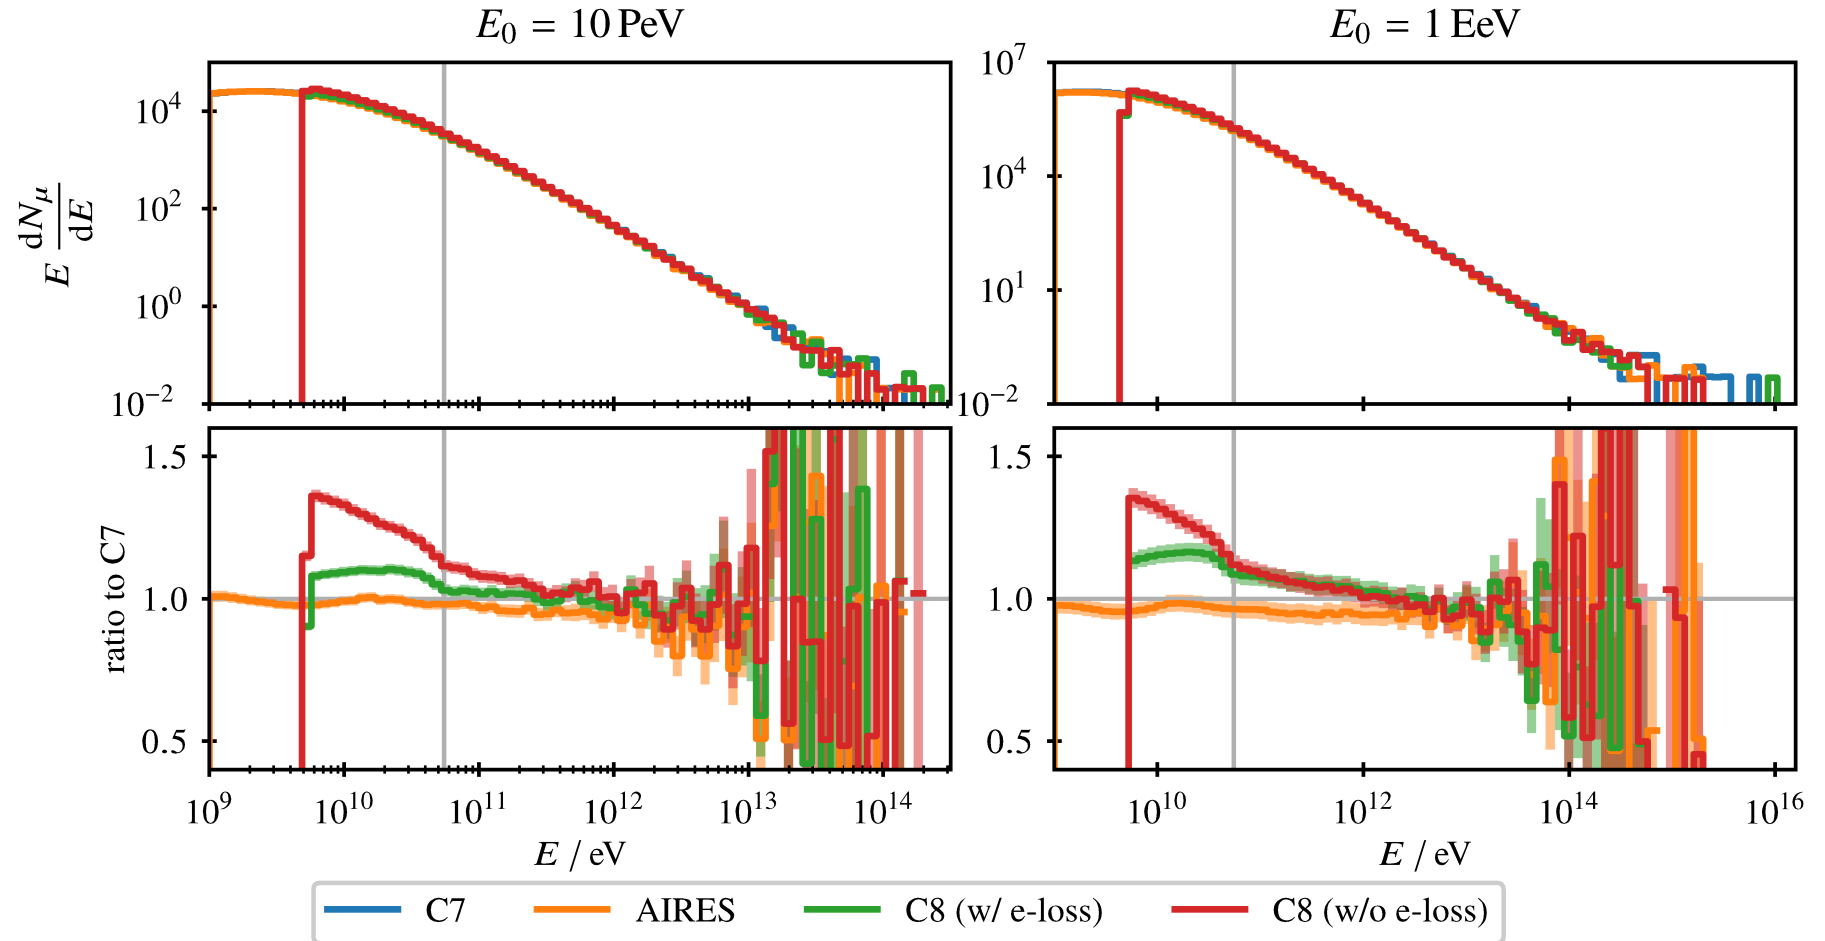 E₀ = 10 PeV
E₀ = 1 EeV
10⁴
10²
10⁰
10⁻²
E dN_μ/dE
10⁷
10⁴
10¹
10⁻²
1.5
1.0
0.5
ratio to C7
1.5
1.0
0.5
10⁹ 10¹⁰ 10¹¹ 10¹² 10¹³ 10¹⁴
10¹⁰ 10¹² 10¹⁴ 10¹⁶
E / eV
E / eV
C7 AIRES C8 (w/ e-loss) C8 (w/o e-loss)